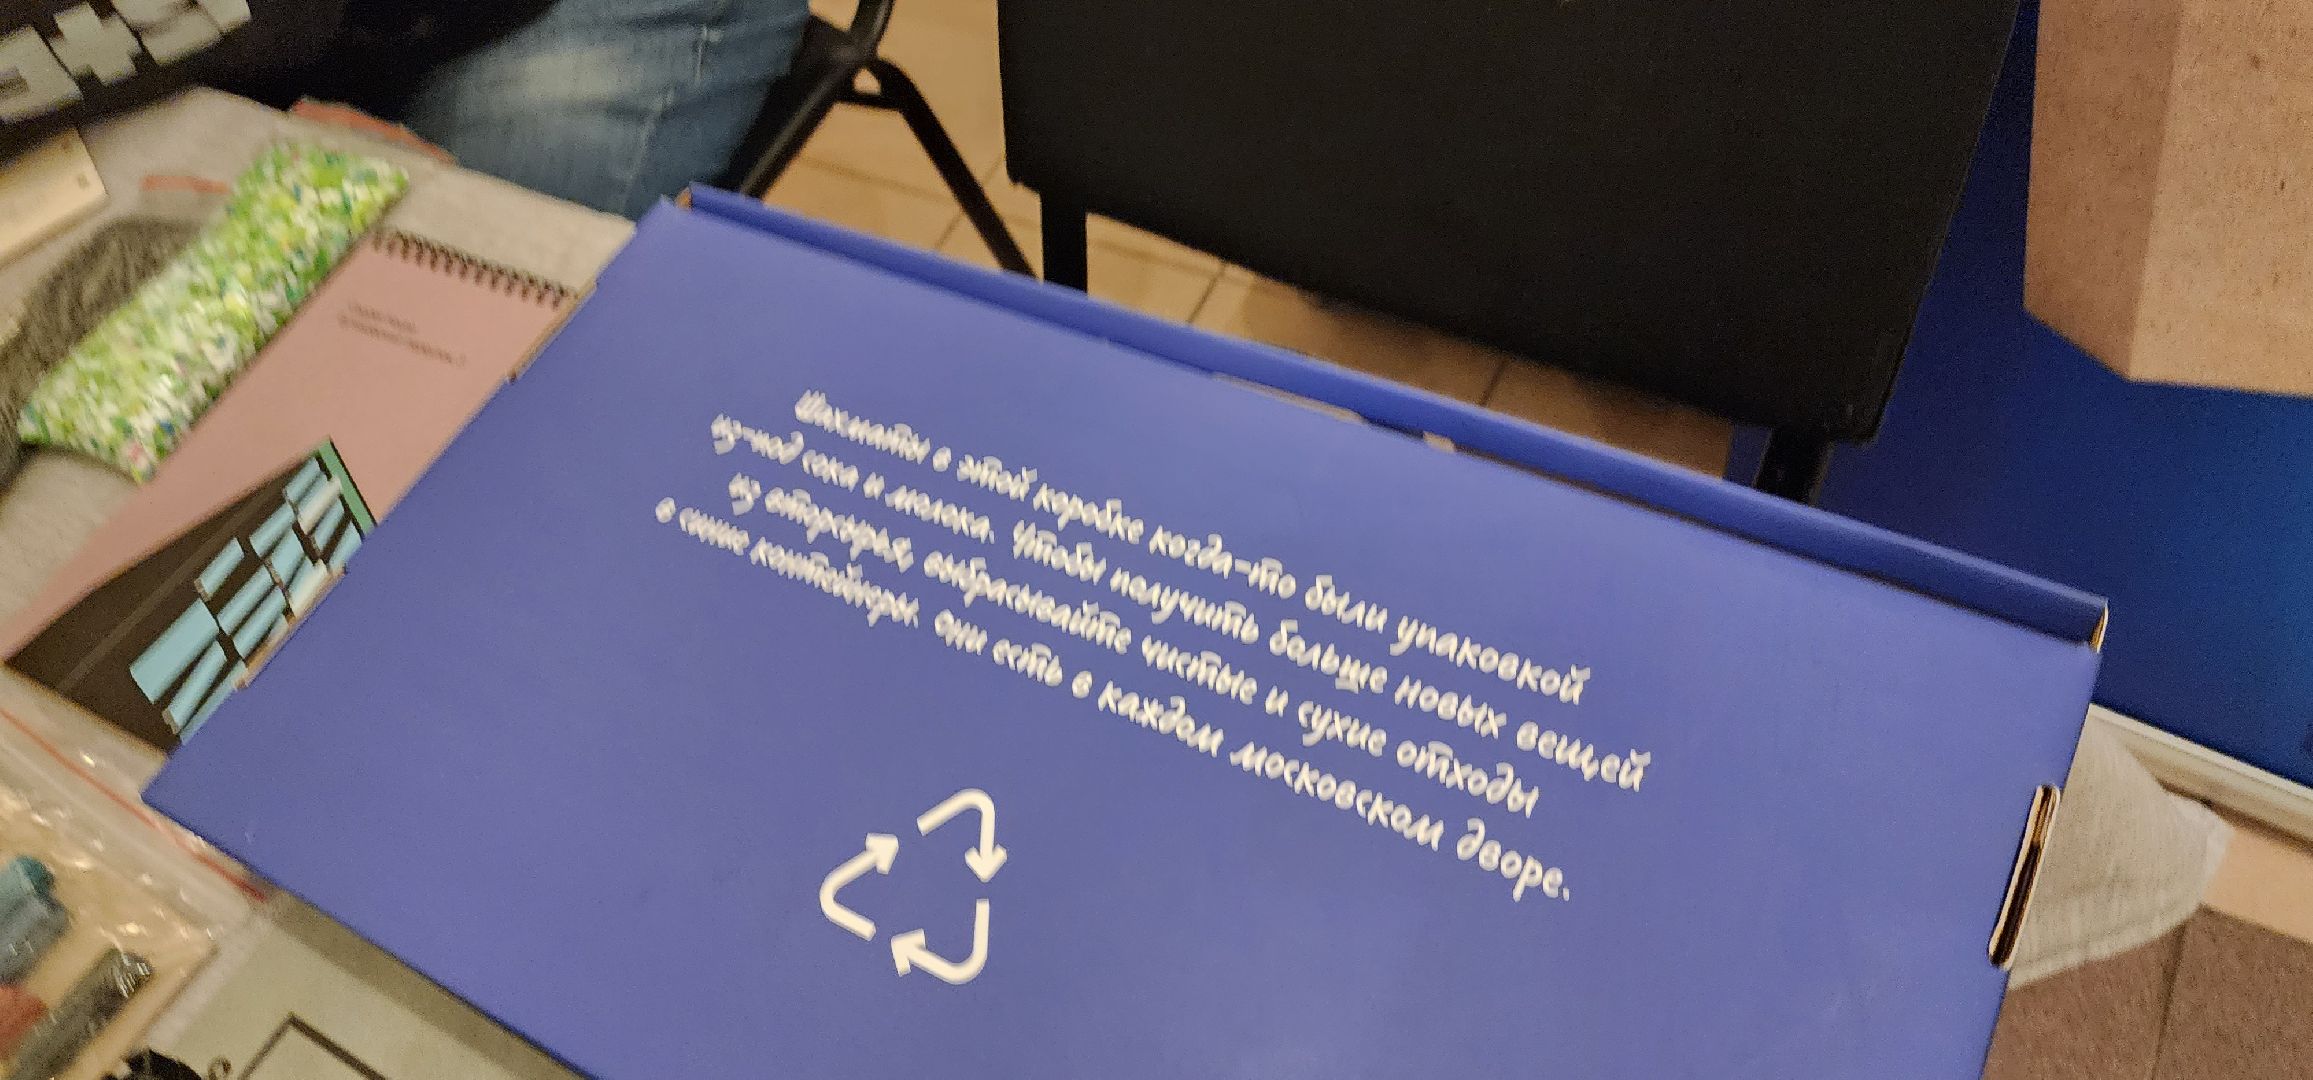 Шахматы в этой коробке когда-то были упаковкой
из-под сока и молока. Чтобы получить больше новых вещей
из вторсырья, выбрасывайте чистые и сухие отходы
в синие контейнеры. Они есть в каждом московском дворе.